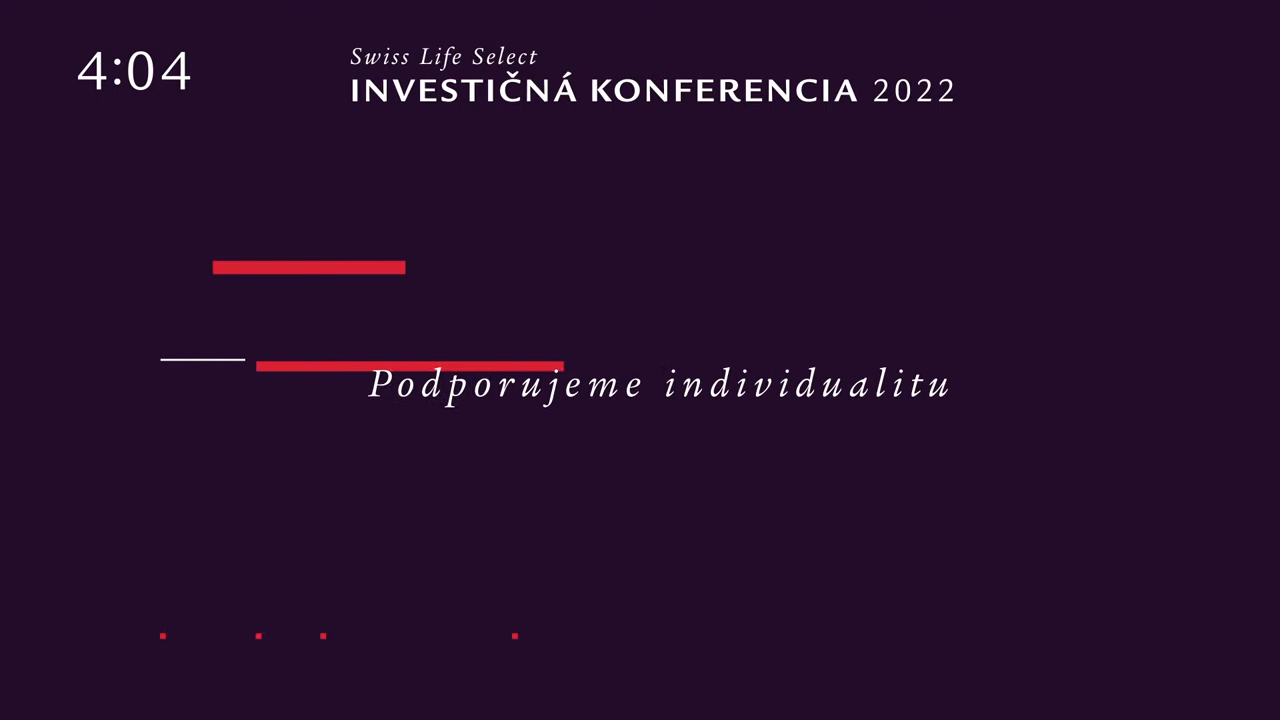 4:04
Swiss Life Select
INVESTIČNÁ KONFERENCIA 2022
Podporujeme individualitu